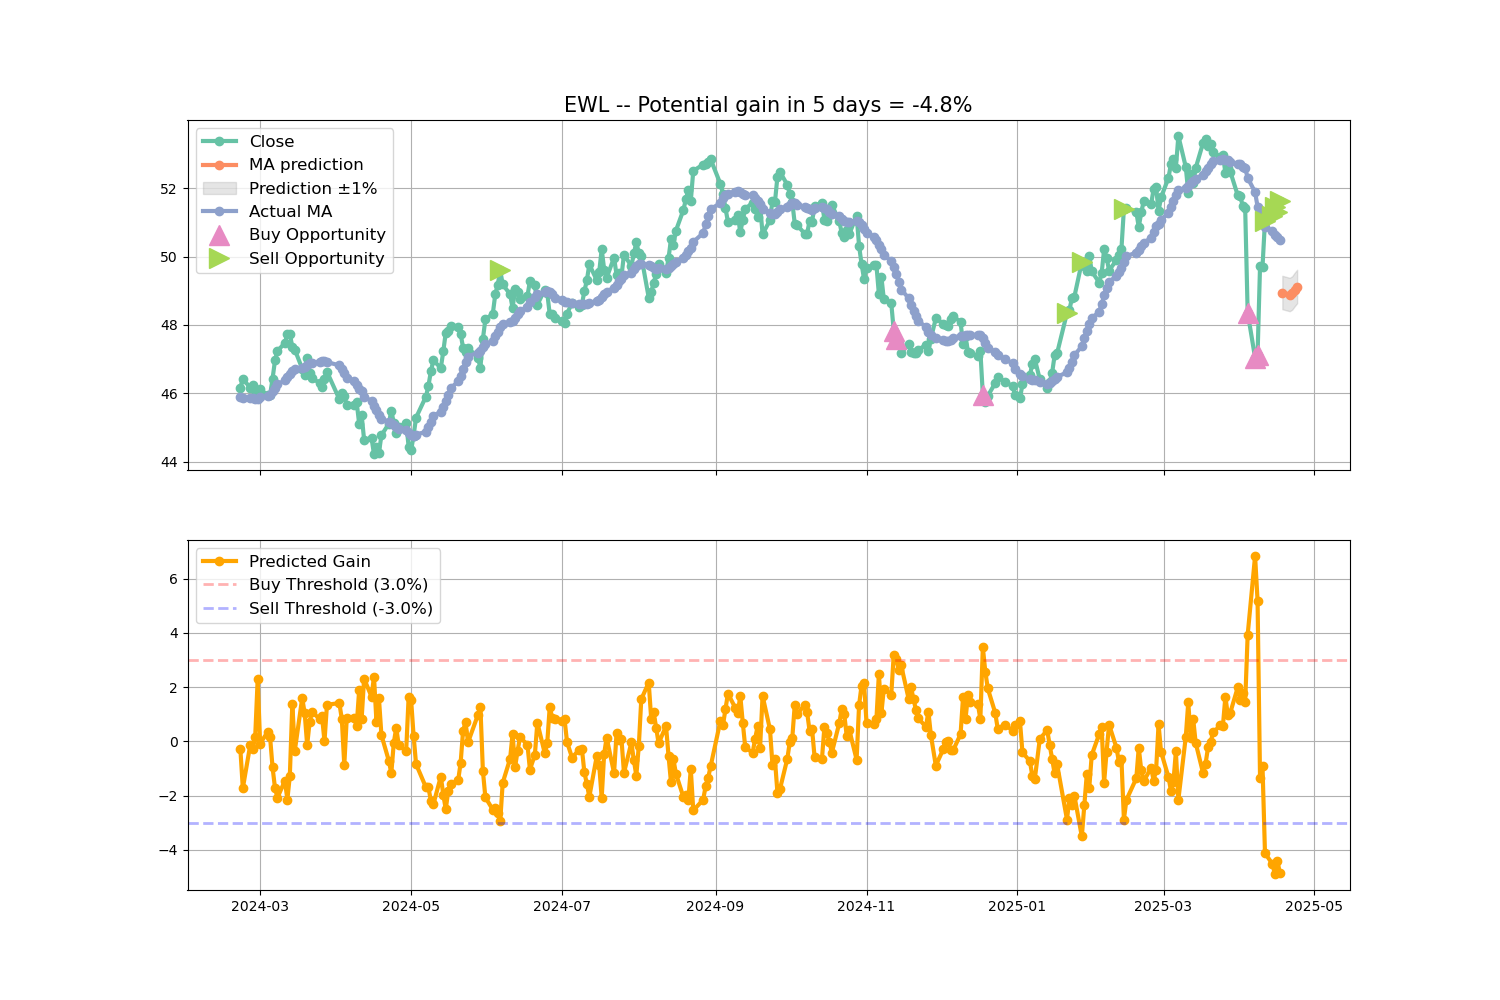 EWL -- Potential gain in 5 days = -4.8%
Close
MA prediction
Prediction ±1%
Actual MA
Buy Opportunity
Sell Opportunity
52
50
48
46
44
Predicted Gain
Buy Threshold (3.0%)
Sell Threshold (-3.0%)
6
4
2
0
−2
−4
2024-03 2024-05 2024-07 2024-09 2024-11 2025-01 2025-03 2025-05